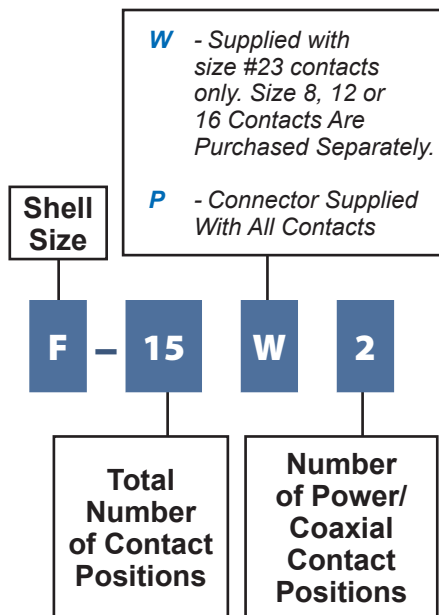 W - Supplied with
size #23 contacts
only. Size 8, 12 or
16 Contacts Are
Purchased Separately.
P - Connector Supplied
With All Contacts
Shell
Size
F – 15 W 2
Total
Number
of Contact
Positions
Number
of Power/
Coaxial
Contact
Positions